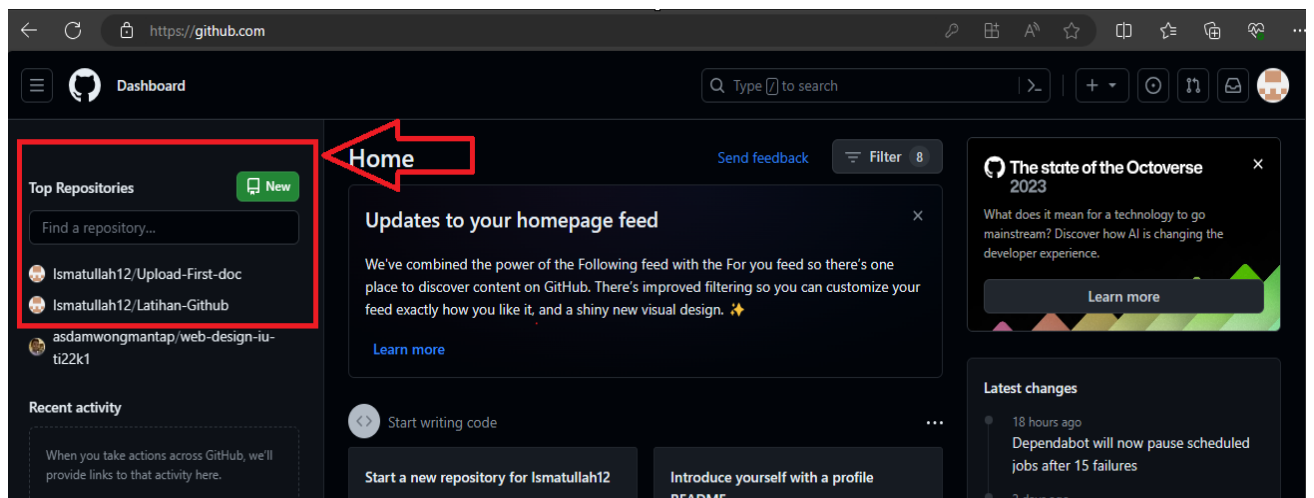 https://github.com
Dashboard
Type / to search
Top Repositories
New
Find a repository...
Ismatullah12/Upload-First-doc
Ismatullah12/Latihan-Github
asdamwongmantap/web-design-iu-
ti22k1
Recent activity
When you take actions across GitHub, we'll
provide links to that activity here.
Home
Send feedback
Filter 8
Updates to your homepage feed
We've combined the power of the Following feed with the For you feed so there's one
place to discover content on GitHub. There's improved filtering so you can customize your
feed exactly how you like it, and a shiny new visual design. ✨
Learn more
Start writing code
Start a new repository for Ismatullah12
Introduce yourself with a profile
README
The state of the Octoverse
2023
What does it mean for a technology to go
mainstream? Discover how AI is changing the
developer experience.
Learn more
Latest changes
18 hours ago
Dependabot will now pause scheduled
jobs after 15 failures